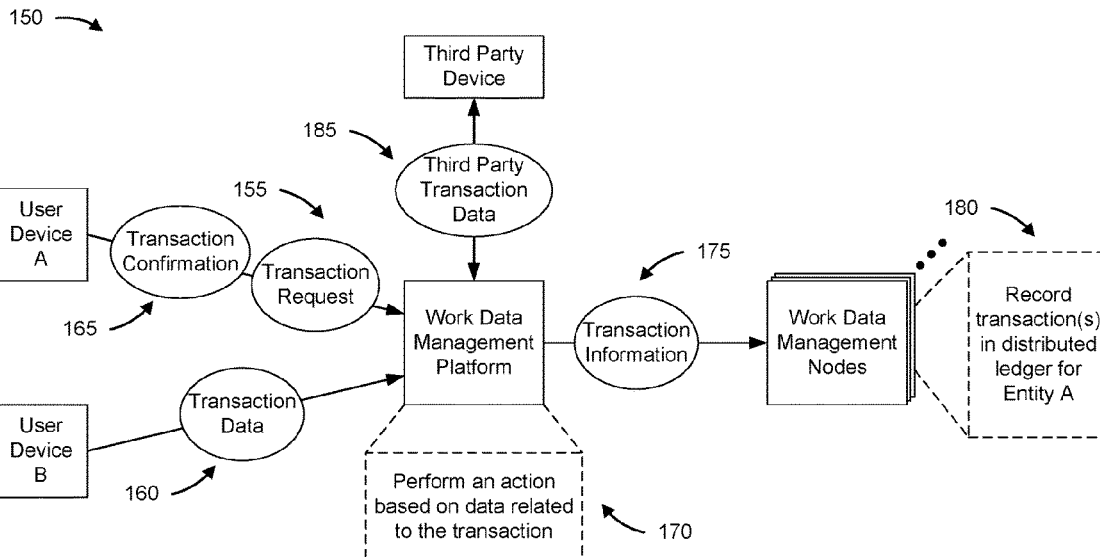 150
Third Party
Device
185
Third Party
Transaction
Data
155
User
Device
A
Transaction
Confirmation
Transaction
Request
165
175
180
Work Data
Management
Platform
Transaction
Information
Work Data
Management
Nodes
Record
transaction(s)
in distributed
ledger for
Entity A
User
Device
B
Transaction
Data
160
Perform an action
based on data related
to the transaction
170